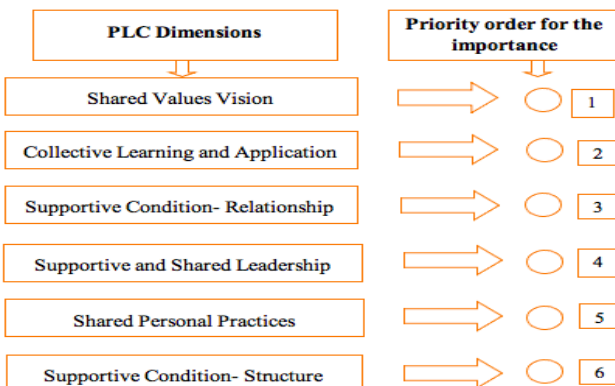 PLC Dimensions
Priority order for the
importance
Shared Values Vision
1
Collective Learning and Application
2
Supportive Condition- Relationship
3
Supportive and Shared Leadership
4
Shared Personal Practices
5
Supportive Condition- Structure
6